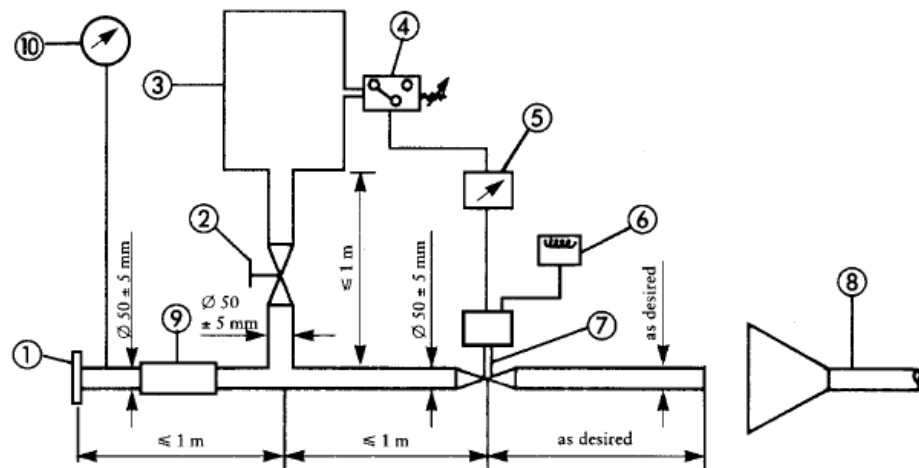 ⑩
③
④
⑤
②
⑥
⩽ 1 m
Ø 50 ± 5 mm
Ø 50
± 5 mm
Ø 50 ± 5 mm
as desired
⑦
⑧
⑨
①
⩽ 1 m
⩽ 1 m
as desired